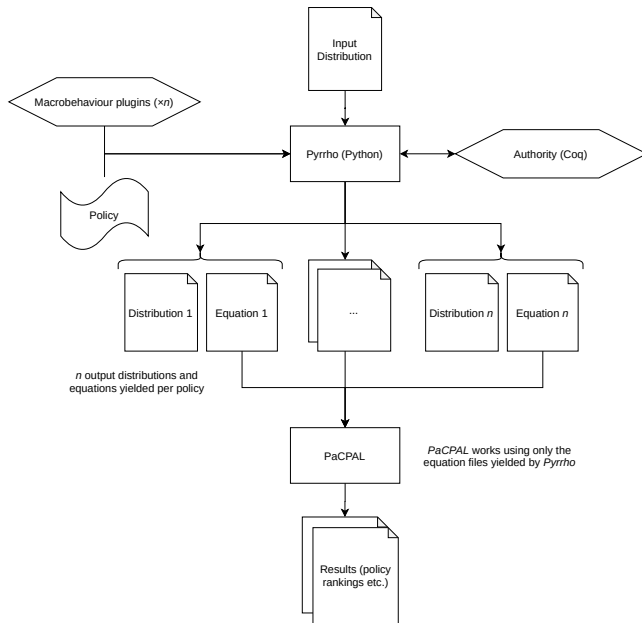 Input
Distribution
Macrobehaviour plugins (×n)
Pyrrho (Python)
Authority (Coq)
Policy
Distribution 1
Equation 1
...
Distribution n
Equation n
n output distributions and
equations yielded per policy
PaCPAL
PaCPAL works using only the
equation files yielded by Pyrrho
Results (policy
rankings etc.)